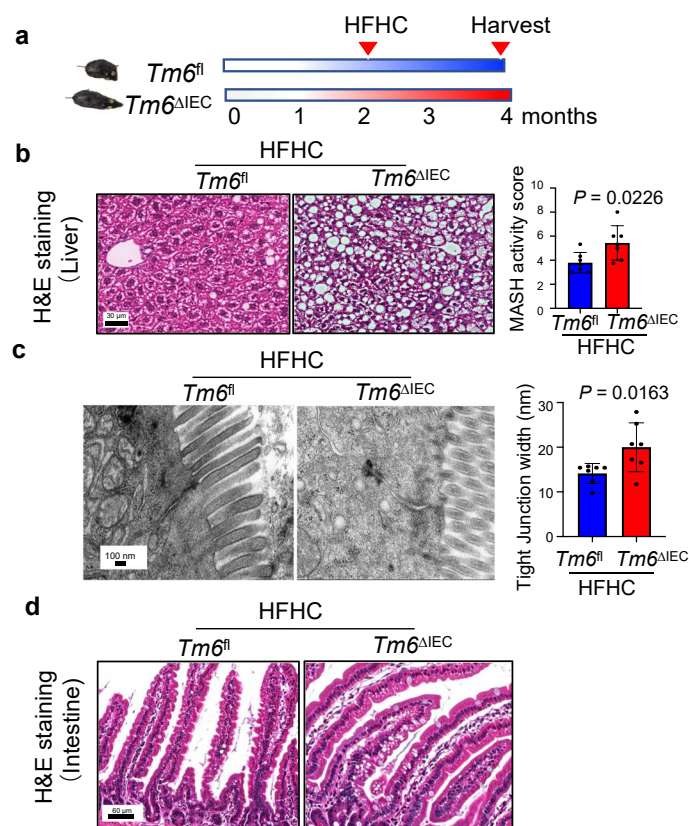 a
HFHC Harvest
Tm6fl
Tm6ΔIEC
0 1 2 3 4 months
b
HFHC
Tm6fl Tm6ΔIEC
H&E staining
(Liver)
30 μm
MASH activity score
10
8
6
4
2
0
P = 0.0226
Tm6fl Tm6ΔIEC
HFHC
c
HFHC
Tm6fl Tm6ΔIEC
100 nm
Tight Junction width (nm)
30
20
10
0
P = 0.0163
Tm6fl Tm6ΔIEC
HFHC
d
HFHC
Tm6fl Tm6ΔIEC
H&E staining
(Intestine)
60 μm